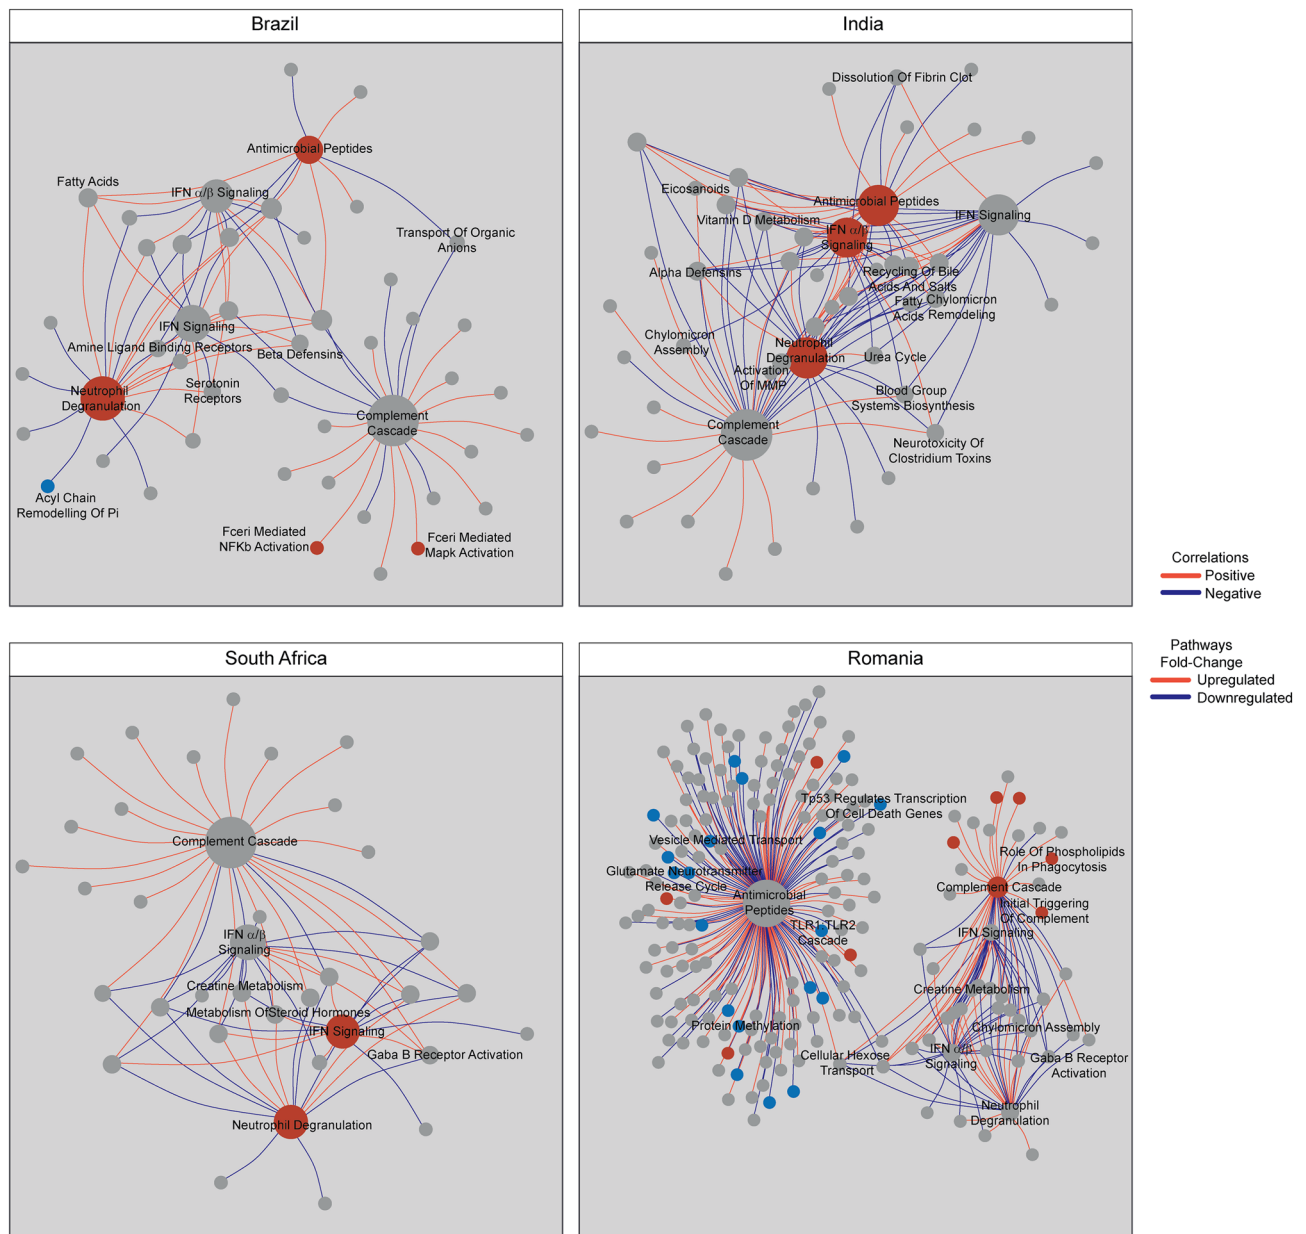 Brazil
Antimicrobial Peptides
Fatty Acids
IFN α/β Signaling
Transport Of Organic
Anions
IFN Signaling
Amine Ligand Binding Receptors
Beta Defensins
Neutrophil
Degranulation
Serotonin
Receptors
Complement
Cascade
Acyl Chain
Remodelling Of Pi
Fceri Mediated
NFKb Activation
Fceri Mediated
Mapk Activation
India
Dissolution Of Fibrin Clot
Eicosanoids
Antimicrobial Peptides
Vitamin D Metabolism
IFN Signaling
IFN α/β
Signaling
Alpha Defensins
Recycling Of Bile
Acids And Salts
Fatty
Acids
Chylomicron
Remodeling
Chylomicron
Assembly
Neutrophil
Degranulation
Urea Cycle
Activation
Of MMP
Blood Group
Systems Biosynthesis
Complement
Cascade
Neurotoxicity Of
Clostridium Toxins
Correlations
Positive
Negative
Pathways
Fold-Change
Upregulated
Downregulated
South Africa
Complement Cascade
IFN α/β
Signaling
Creatine Metabolism
Metabolism OfSteroid Hormones
IFN Signaling
Gaba B Receptor Activation
Neutrophil Degranulation
Romania
Tp53 Regulates Transcription
Of Cell Death Genes
Vesicle Mediated Transport
Glutamate Neurotransmitter
Release Cycle
Antimicrobial
Peptides
TLR1:TLR2
Cascade
Protein Methylation
Cellular Hexose
Transport
Role Of Phospholipids
In Phagocytosis
Complement Cascade
Initial Triggering
Of Complement
IFN Signaling
Creatine Metabolism
Chylomicron Assembly
IFN α/β
Signaling
Gaba B Receptor
Activation
Neutrophil
Degranulation